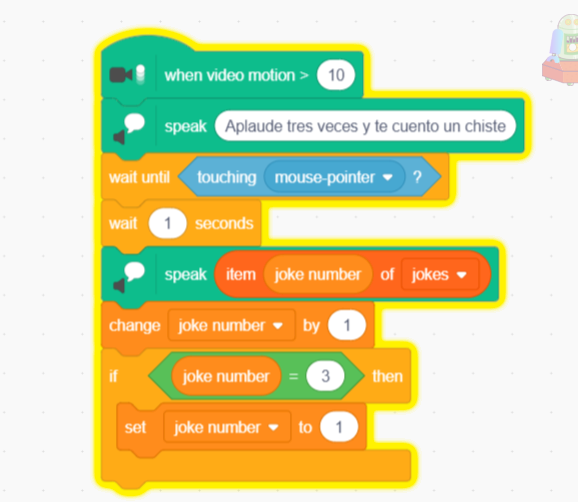 when video motion > 10
speak Aplaude tres veces y te cuento un chiste
wait until touching mouse-pointer ?
wait 1 seconds
speak item joke number of jokes
change joke number by 1
if joke number = 3 then
set joke number to 1